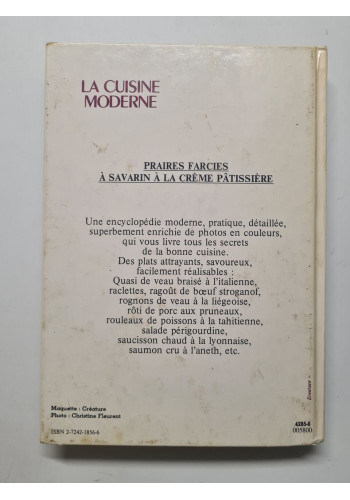 LA CUISINE
MODERNE
PRAIRES FARCIES
À SAVARIN À LA CRÈME PÂTISSIÈRE
Une encyclopédie moderne, pratique, détaillée,
superbement enrichie de photos en couleurs,
qui vous livre tous les secrets
de la bonne cuisine.
Des plats attrayants, savoureux,
facilement réalisables :
Quasi de veau braisé à l'italienne,
raclettes, ragoût de bœuf stroganof,
rognons de veau à la liégeoise,
rôti de porc aux pruneaux,
rouleaux de poissons à la tahitienne,
salade périgourdine,
saucisson chaud à la lyonnaise,
saumon cru à l'aneth, etc.
Maquette : Créature
Photo : Christine Fleurent
ISBN 2-7242-1856-6
005800